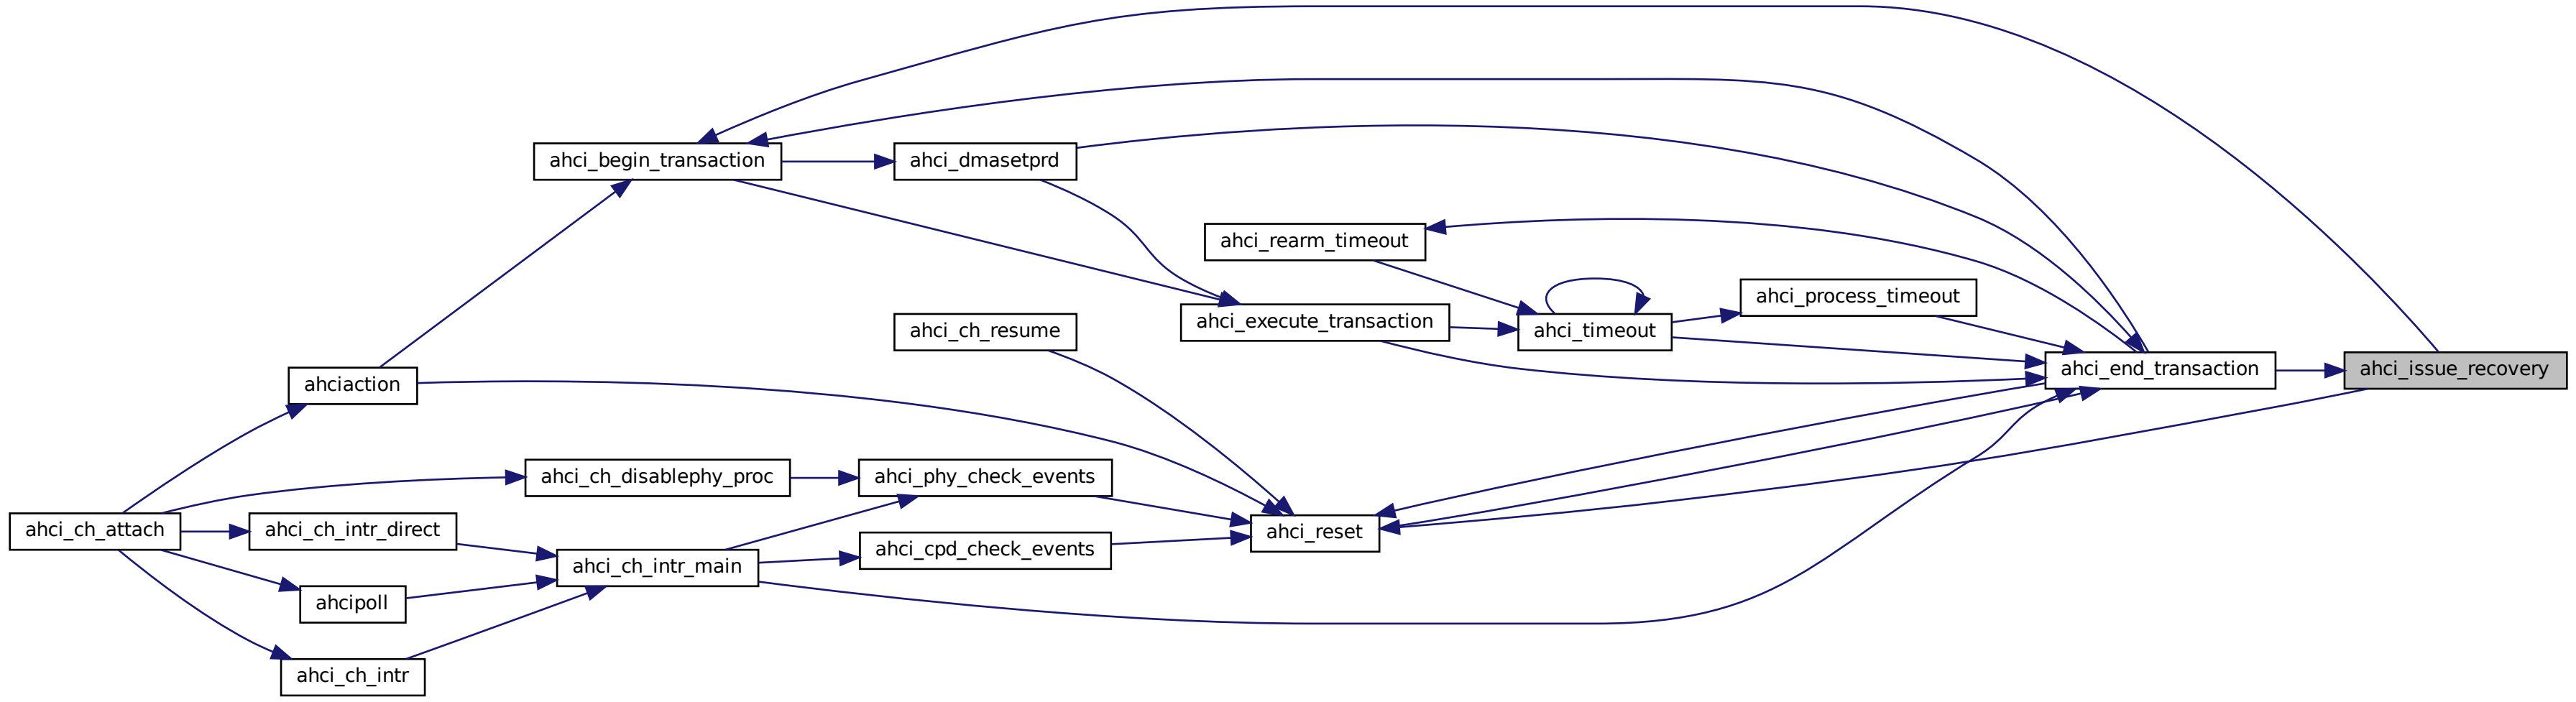 ahci_begin_transaction
ahci_dmasetprd
ahci_rearm_timeout
ahci_process_timeout
ahci_execute_transaction
ahci_ch_resume
ahci_timeout
ahci_end_transaction
ahci_issue_recovery
ahciaction
ahci_ch_disablephy_proc
ahci_phy_check_events
ahci_ch_attach
ahci_ch_intr_direct
ahci_reset
ahci_cpd_check_events
ahci_ch_intr_main
ahcipoll
ahci_ch_intr